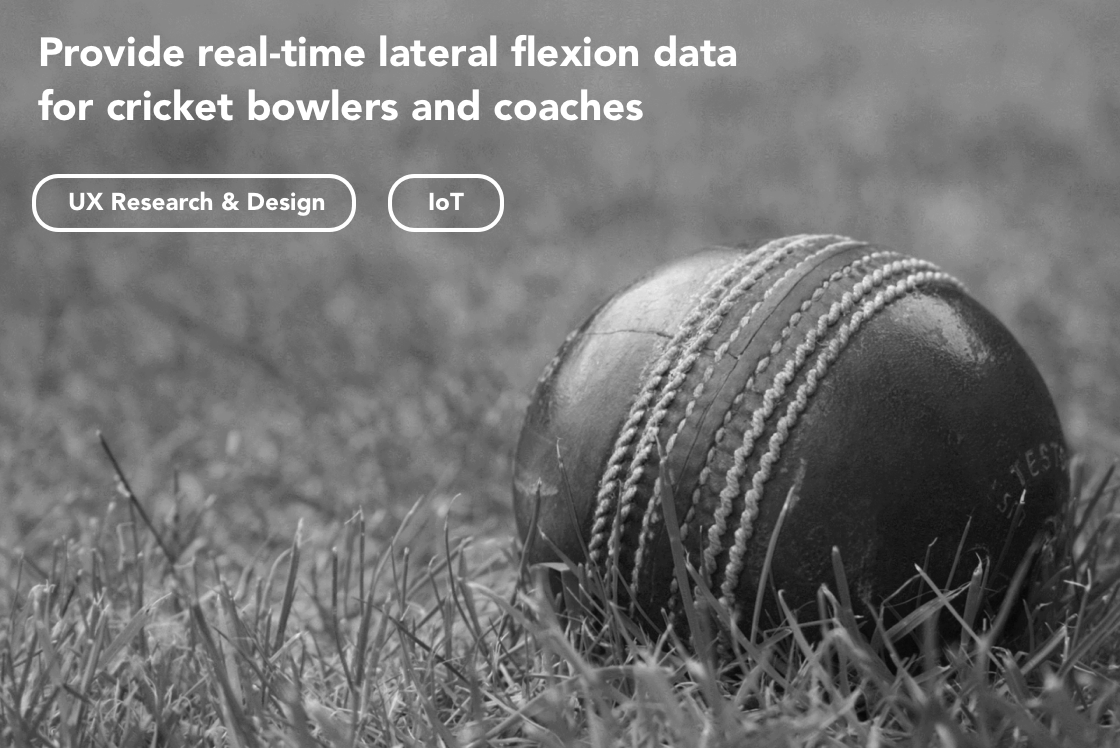 Provide real-time lateral flexion data
for cricket bowlers and coaches
UX Research & Design
IoT